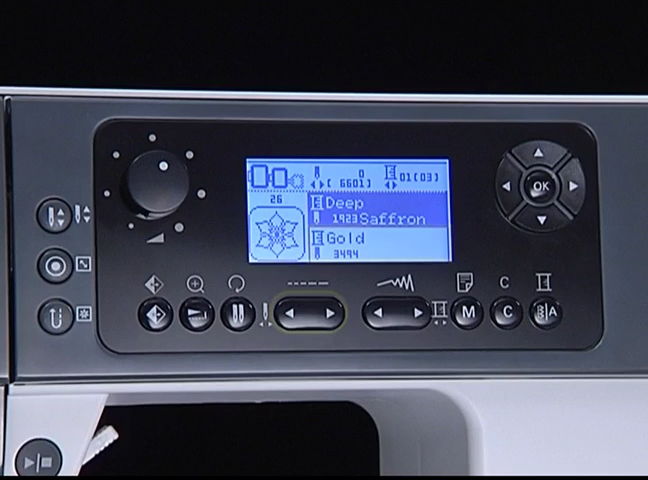 0 01(03)
( 6601)
26
Deep
1923 Saffron
Gold
3494
OK
C
M C A